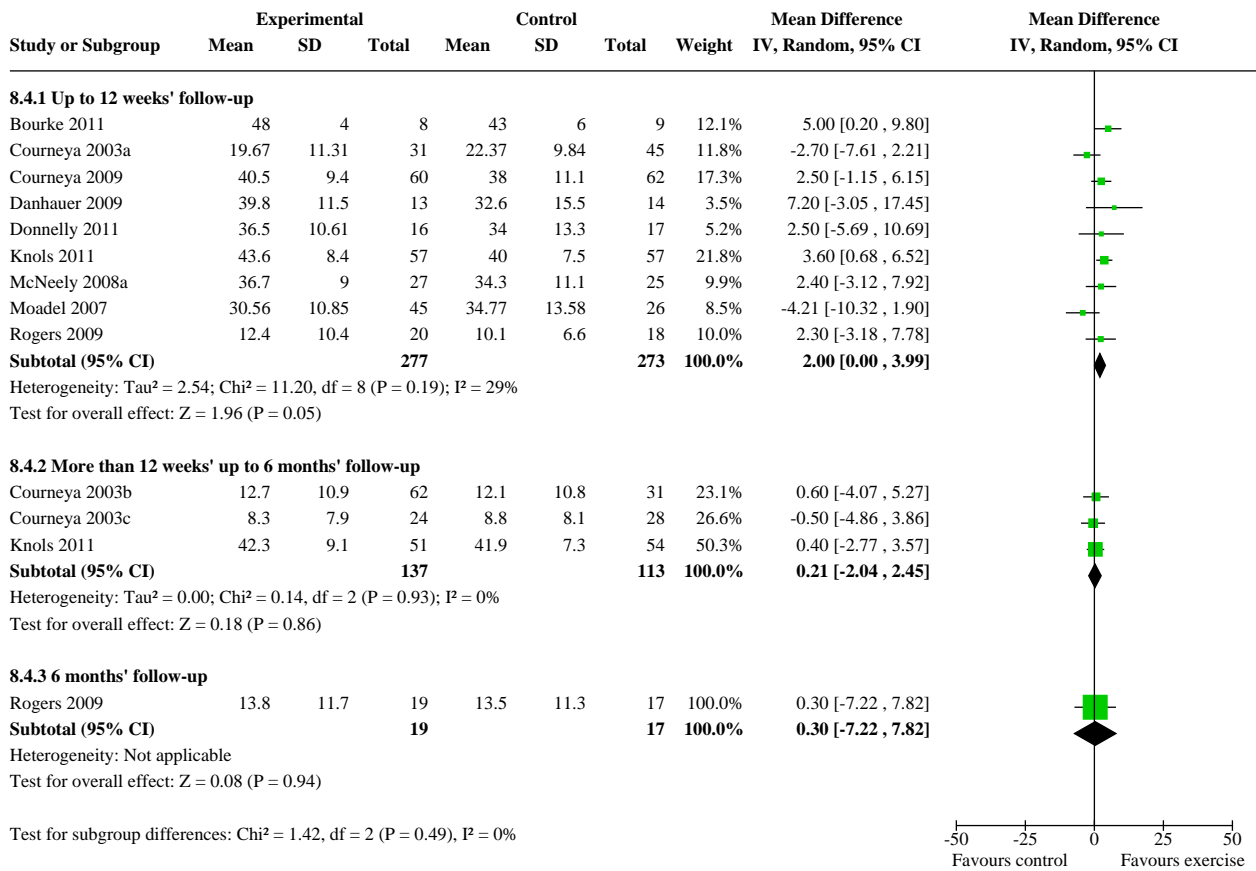 Experimental Control Mean Difference Mean Difference
Study or Subgroup Mean SD Total Mean SD Total Weight IV, Random, 95% CI IV, Random, 95% CI
8.4.1 Up to 12 weeks' follow-up
Bourke 2011 48 4 8 43 6 9 12.1% 5.00 [0.20 , 9.80]
Courneya 2003a 19.67 11.31 31 22.37 9.84 45 11.8% -2.70 [-7.61 , 2.21]
Courneya 2009 40.5 9.4 60 38 11.1 62 17.3% 2.50 [-1.15 , 6.15]
Danhauer 2009 39.8 11.5 13 32.6 15.5 14 3.5% 7.20 [-3.05 , 17.45]
Donnelly 2011 36.5 10.61 16 34 13.3 17 5.2% 2.50 [-5.69 , 10.69]
Knols 2011 43.6 8.4 57 40 7.5 57 21.8% 3.60 [0.68 , 6.52]
McNeely 2008a 36.7 9 27 34.3 11.1 25 9.9% 2.40 [-3.12 , 7.92]
Moadel 2007 30.56 10.85 45 34.77 13.58 26 8.5% -4.21 [-10.32 , 1.90]
Rogers 2009 12.4 10.4 20 10.1 6.6 18 10.0% 2.30 [-3.18 , 7.78]
Subtotal (95% CI) 277 273 100.0% 2.00 [0.00 , 3.99]
Heterogeneity: Tau² = 2.54; Chi² = 11.20, df = 8 (P = 0.19); I² = 29%
Test for overall effect: Z = 1.96 (P = 0.05)
8.4.2 More than 12 weeks' up to 6 months' follow-up
Courneya 2003b 12.7 10.9 62 12.1 10.8 31 23.1% 0.60 [-4.07 , 5.27]
Courneya 2003c 8.3 7.9 24 8.8 8.1 28 26.6% -0.50 [-4.86 , 3.86]
Knols 2011 42.3 9.1 51 41.9 7.3 54 50.3% 0.40 [-2.77 , 3.57]
Subtotal (95% CI) 137 113 100.0% 0.21 [-2.04 , 2.45]
Heterogeneity: Tau² = 0.00; Chi² = 0.14, df = 2 (P = 0.93); I² = 0%
Test for overall effect: Z = 0.18 (P = 0.86)
8.4.3 6 months' follow-up
Rogers 2009 13.8 11.7 19 13.5 11.3 17 100.0% 0.30 [-7.22 , 7.82]
Subtotal (95% CI) 19 17 100.0% 0.30 [-7.22 , 7.82]
Heterogeneity: Not applicable
Test for overall effect: Z = 0.08 (P = 0.94)
Test for subgroup differences: Chi² = 1.42, df = 2 (P = 0.49), I² = 0%
-50 -25 0 25 50
Favours control Favours exercise